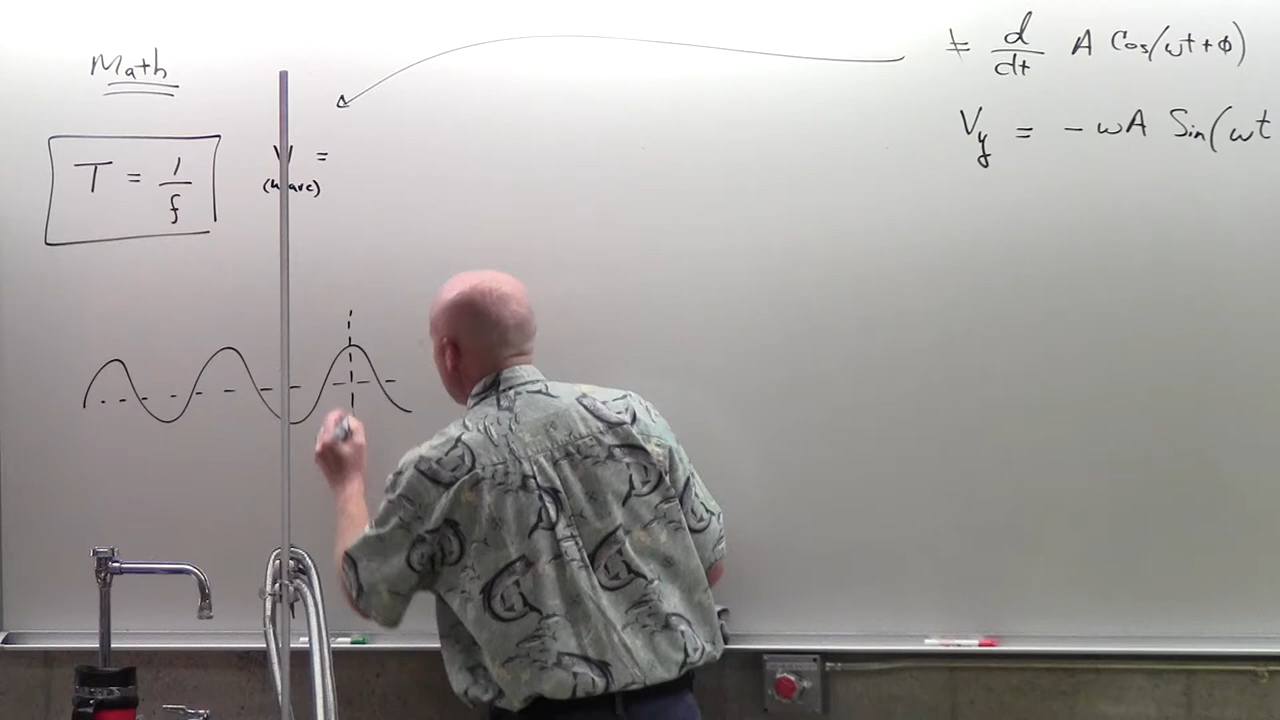 Math
T = 1/f
V =
(wave)
≠ d/dt A Cos(ωt+φ)
Vy = -ωA Sin(ωt